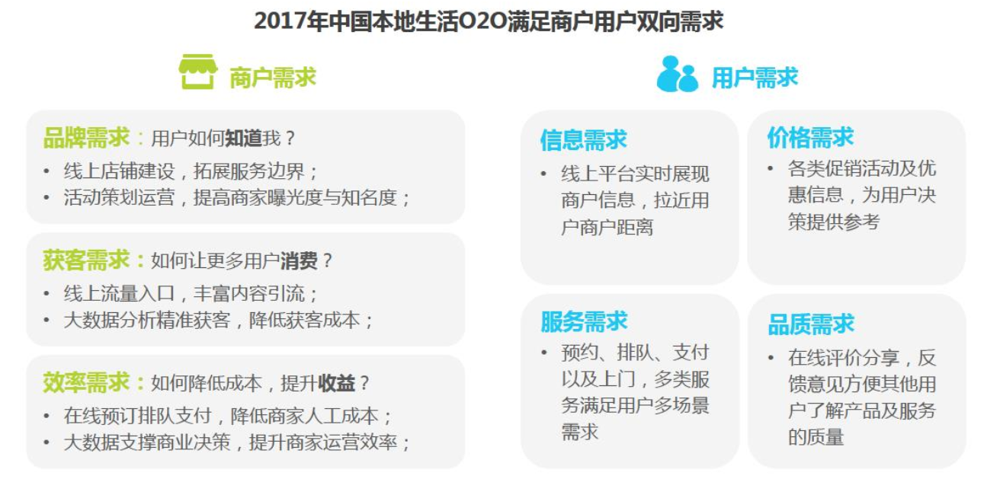 2017年中国本地生活O2O满足商户用户双向需求
商户需求
品牌需求：用户如何知道我？
• 线上店铺建设，拓展服务边界；
• 活动策划运营，提高商家曝光度与知名度；
获客需求：如何让更多用户消费？
• 线上流量入口，丰富内容引流；
• 大数据分析精准获客，降低获客成本；
效率需求：如何降低成本，提升收益？
• 在线预订排队支付，降低商家人工成本；
• 大数据支撑商业决策，提升商家运营效率；
用户需求
信息需求
• 线上平台实时展现
商户信息，拉近用
户商户距离
价格需求
• 各类促销活动及优
惠信息，为用户决
策提供参考
服务需求
• 预约、排队、支付
以及上门，多类服
务满足用户多场景
需求
品质需求
• 在线评价分享，反
馈意见方便其他用
户了解产品及服务
的质量